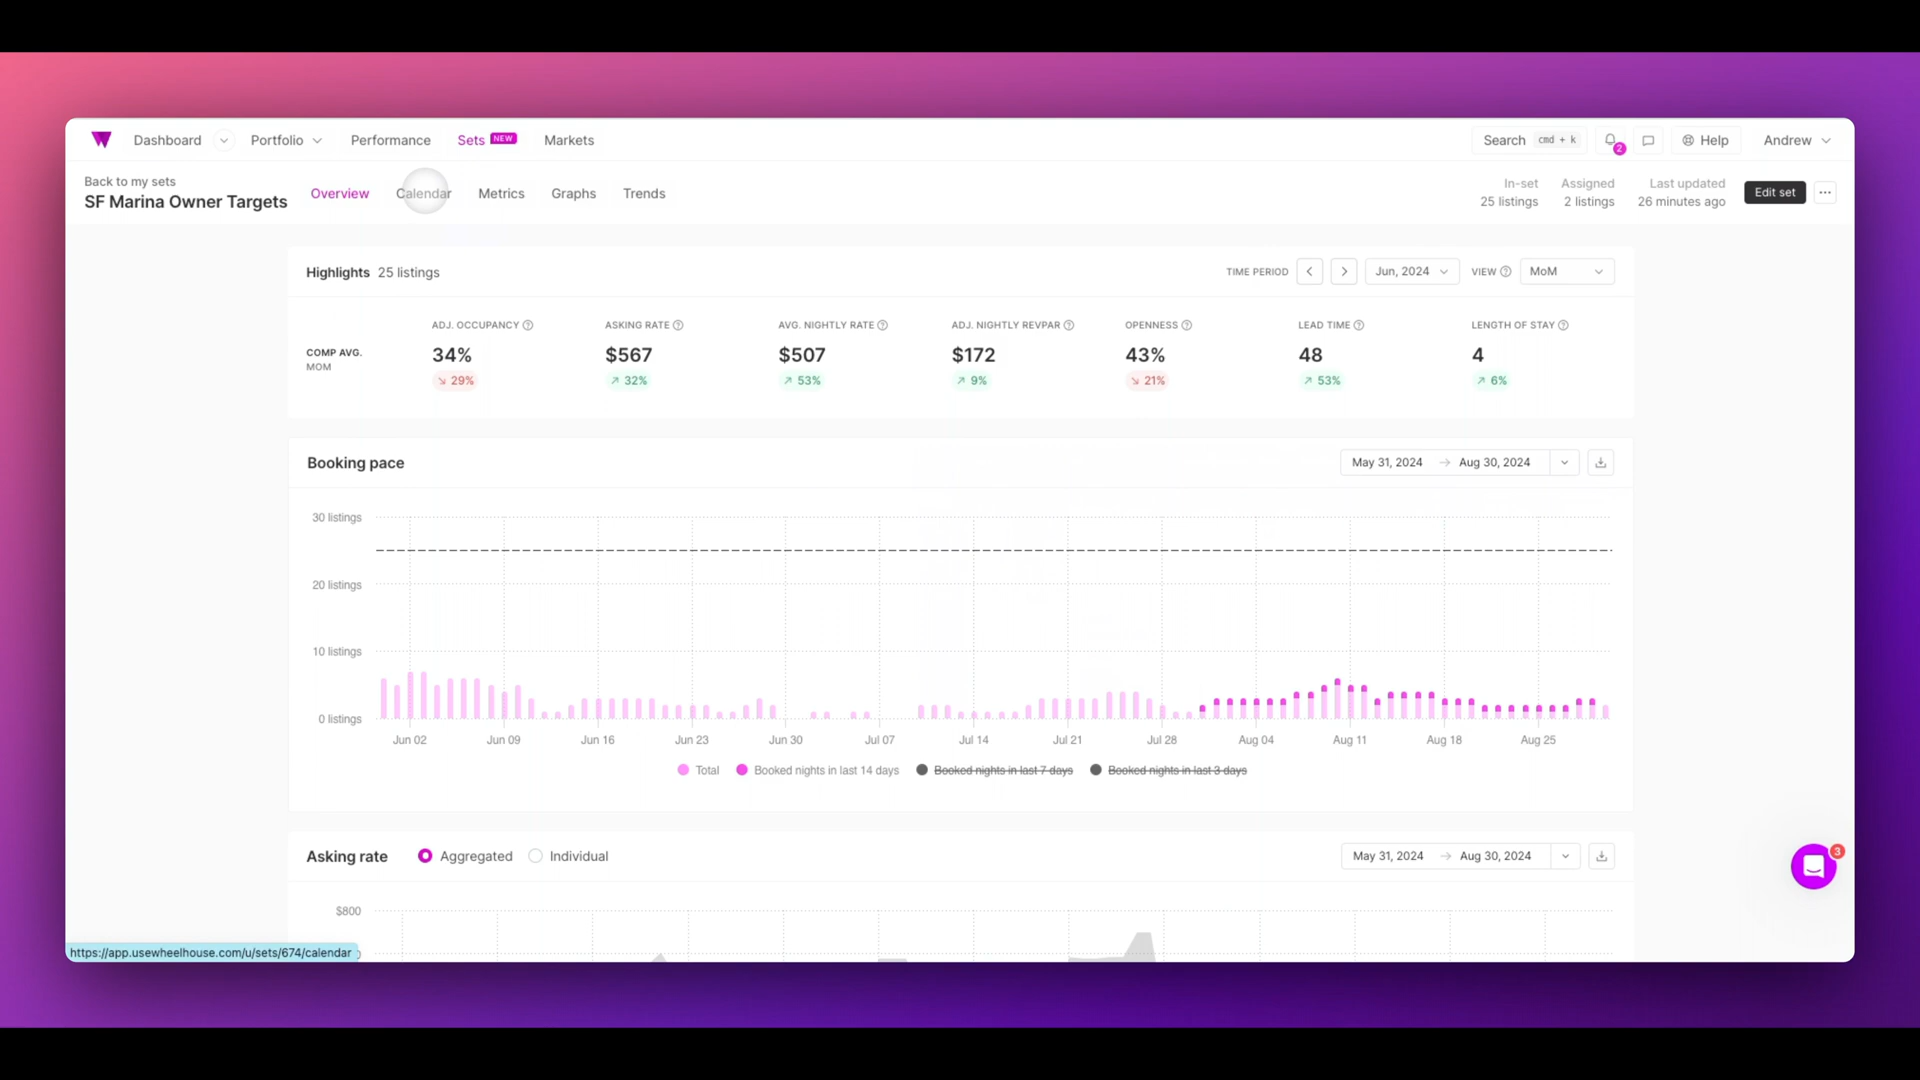 Dashboard Portfolio Performance Sets NEW Markets Search cmd + k 2 Help Andrew
Back to my sets
SF Marina Owner Targets
Overview Calendar Metrics Graphs Trends
In-set Assigned Last updated
25 listings 2 listings 26 minutes ago
Edit set
Highlights 25 listings TIME PERIOD Jun, 2024 VIEW MoM
ADJ. OCCUPANCY ASKING RATE AVG. NIGHTLY RATE ADJ. NIGHTLY REVPAR OPENNESS LEAD TIME LENGTH OF STAY
COMP AVG. 34% $567 $507 $172 43% 48 4
MOM 29% 32% 53% 9% 21% 53% 6%
Booking pace May 31, 2024 → Aug 30, 2024
30 listings
20 listings
10 listings
0 listings
Jun 02 Jun 09 Jun 16 Jun 23 Jun 30 Jul 07 Jul 14 Jul 21 Jul 28 Aug 04 Aug 11 Aug 18 Aug 25
Total Booked nights in last 14 days Booked nights in last 7 days Booked nights in last 3 days
Asking rate Aggregated Individual May 31, 2024 → Aug 30, 2024
3
$800
https://app.usewheelhouse.com/u/sets/674/calendar